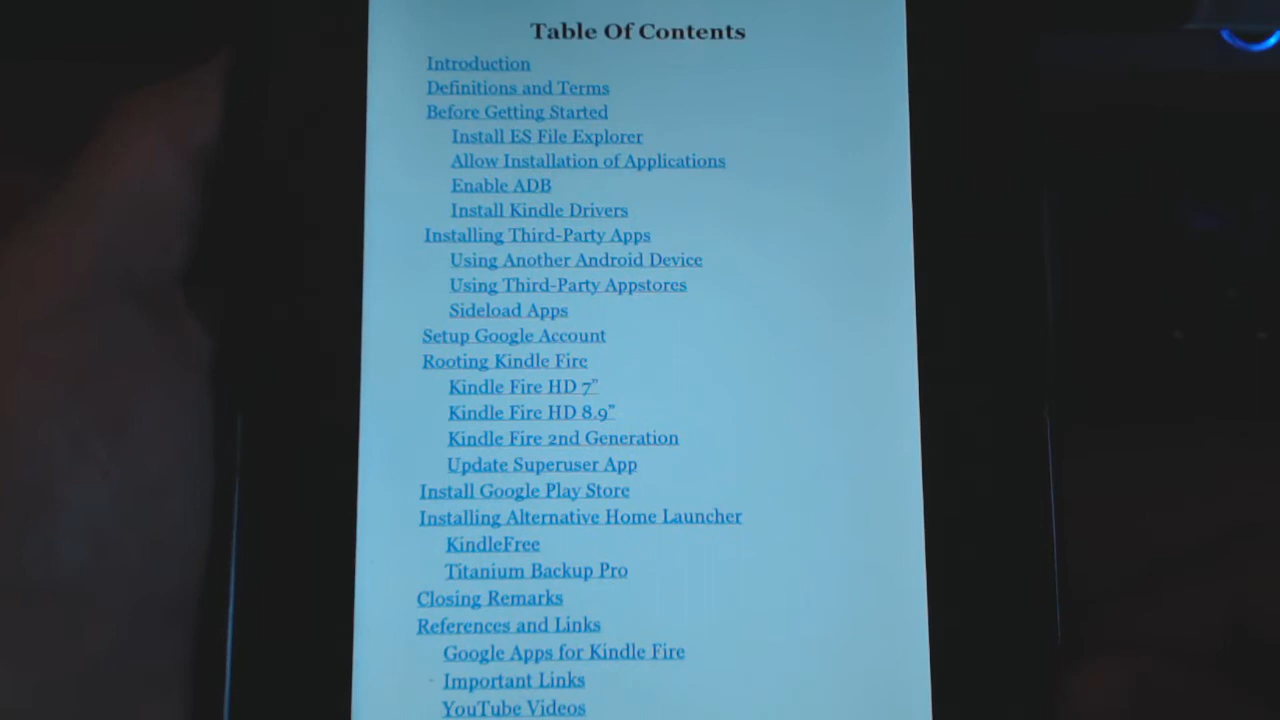 Table Of Contents
Introduction
Definitions and Terms
Before Getting Started
Install ES File Explorer
Allow Installation of Applications
Enable ADB
Install Kindle Drivers
Installing Third-Party Apps
Using Another Android Device
Using Third-Party Appstores
Sideload Apps
Setup Google Account
Rooting Kindle Fire
Kindle Fire HD 7”
Kindle Fire HD 8.9”
Kindle Fire 2nd Generation
Update Superuser App
Install Google Play Store
Installing Alternative Home Launcher
KindleFree
Titanium Backup Pro
Closing Remarks
References and Links
Google Apps for Kindle Fire
Important Links
YouTube Videos